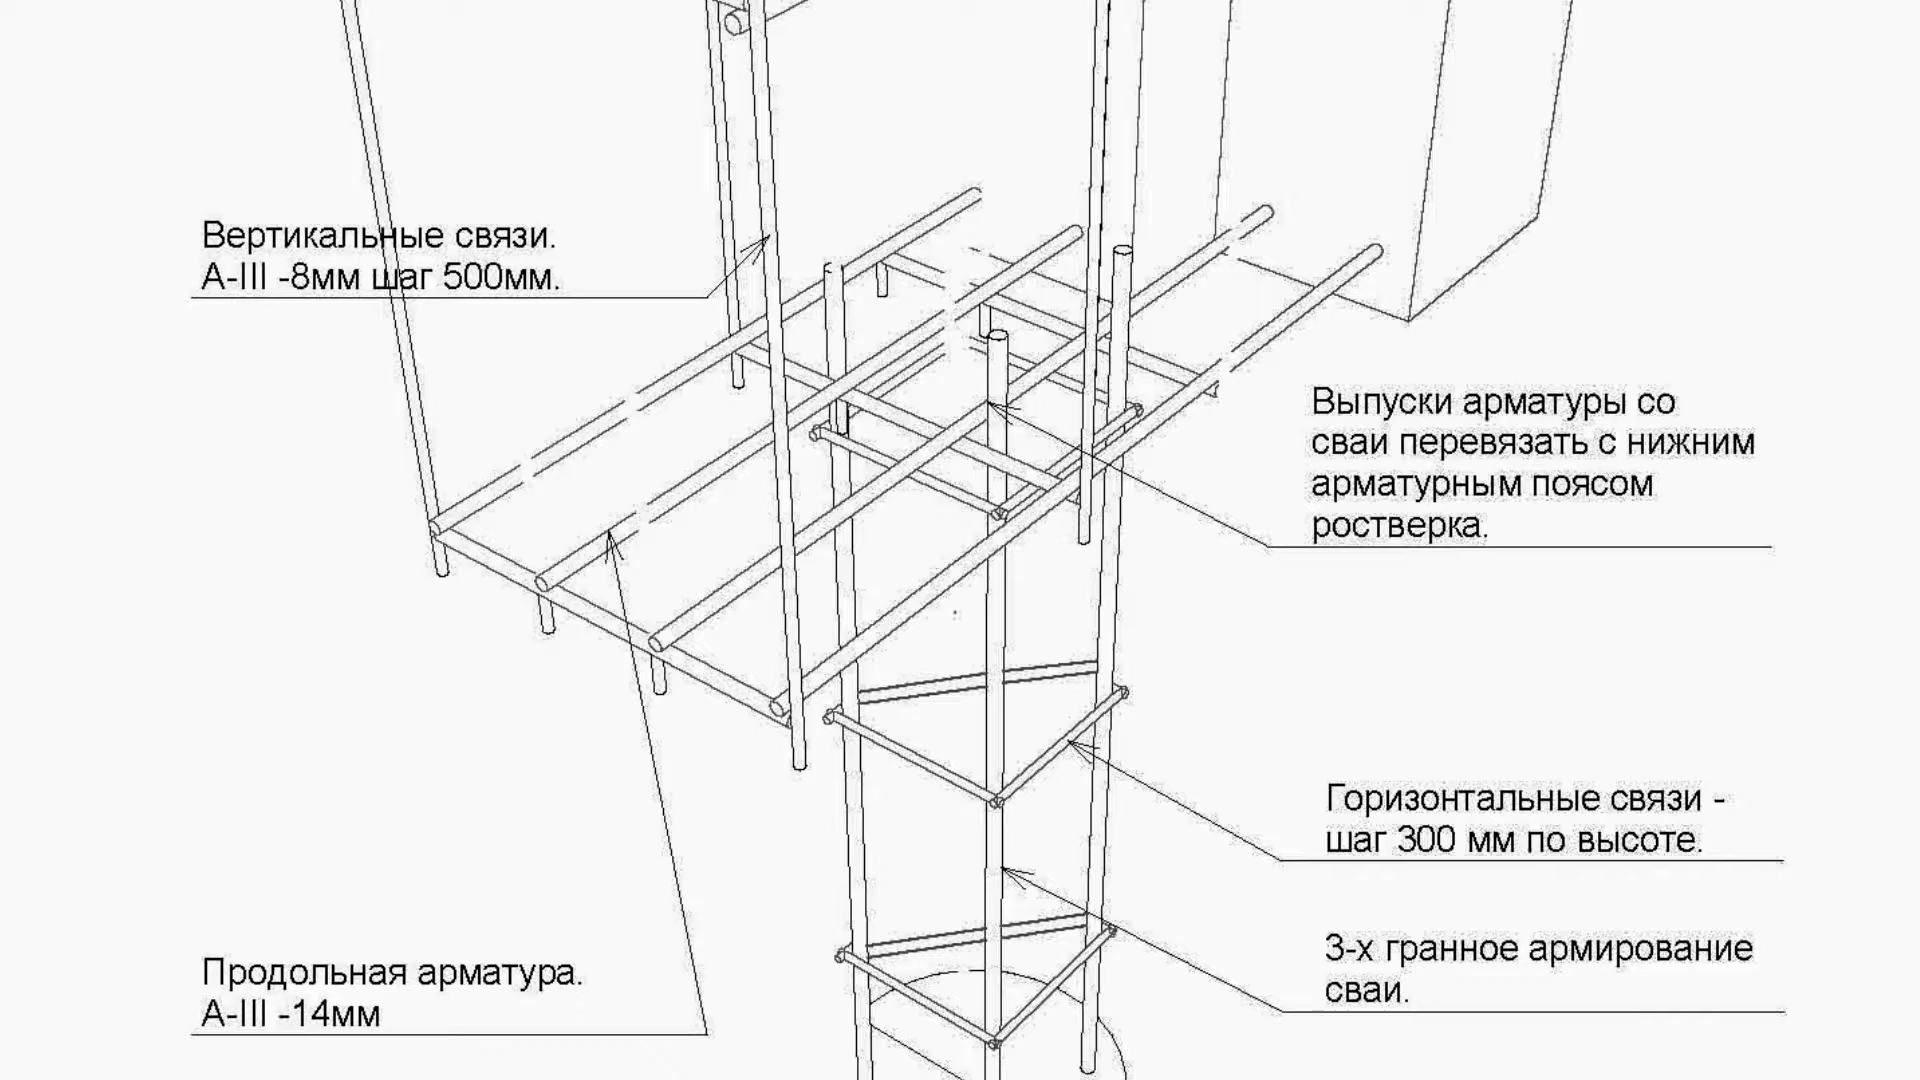 Вертикальные связи.
А-III -8мм шаг 500мм.
Выпуски арматуры со
сваи перевязать с нижним
арматурным поясом
ростверка.
Горизонтальные связи -
шаг 300 мм по высоте.
3-х гранное армирование
сваи.
Продольная арматура.
А-III -14мм